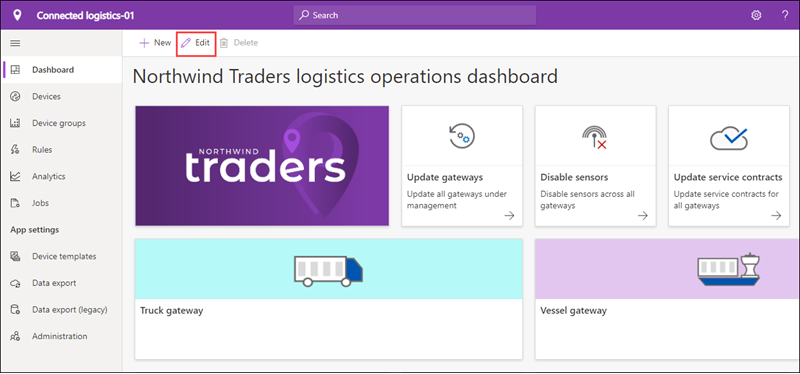 Connected logistics-01
Search
?
New
Edit
Delete
Northwind Traders logistics operations dashboard
Dashboard
Devices
Device groups
Rules
Analytics
Jobs
App settings
Device templates
Data export
Data export (legacy)
Administration
NORTHWIND
traders
Update gateways
Update all gateways under
management
Disable sensors
Disable sensors across all
gateways
Update service contracts
Update service contracts for
all gateways
Truck gateway
Vessel gateway